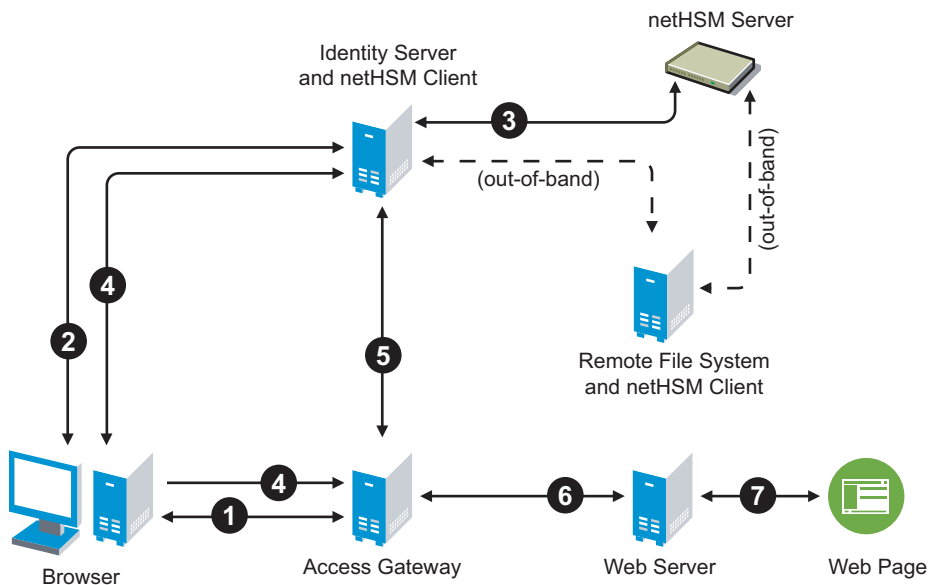 netHSM Server
Identity Server
and netHSM Client
3
(out-of-band)
(out-of-band)
4
2
5
Remote File System
and netHSM Client
4
1
6
7
Browser
Access Gateway
Web Server
Web Page